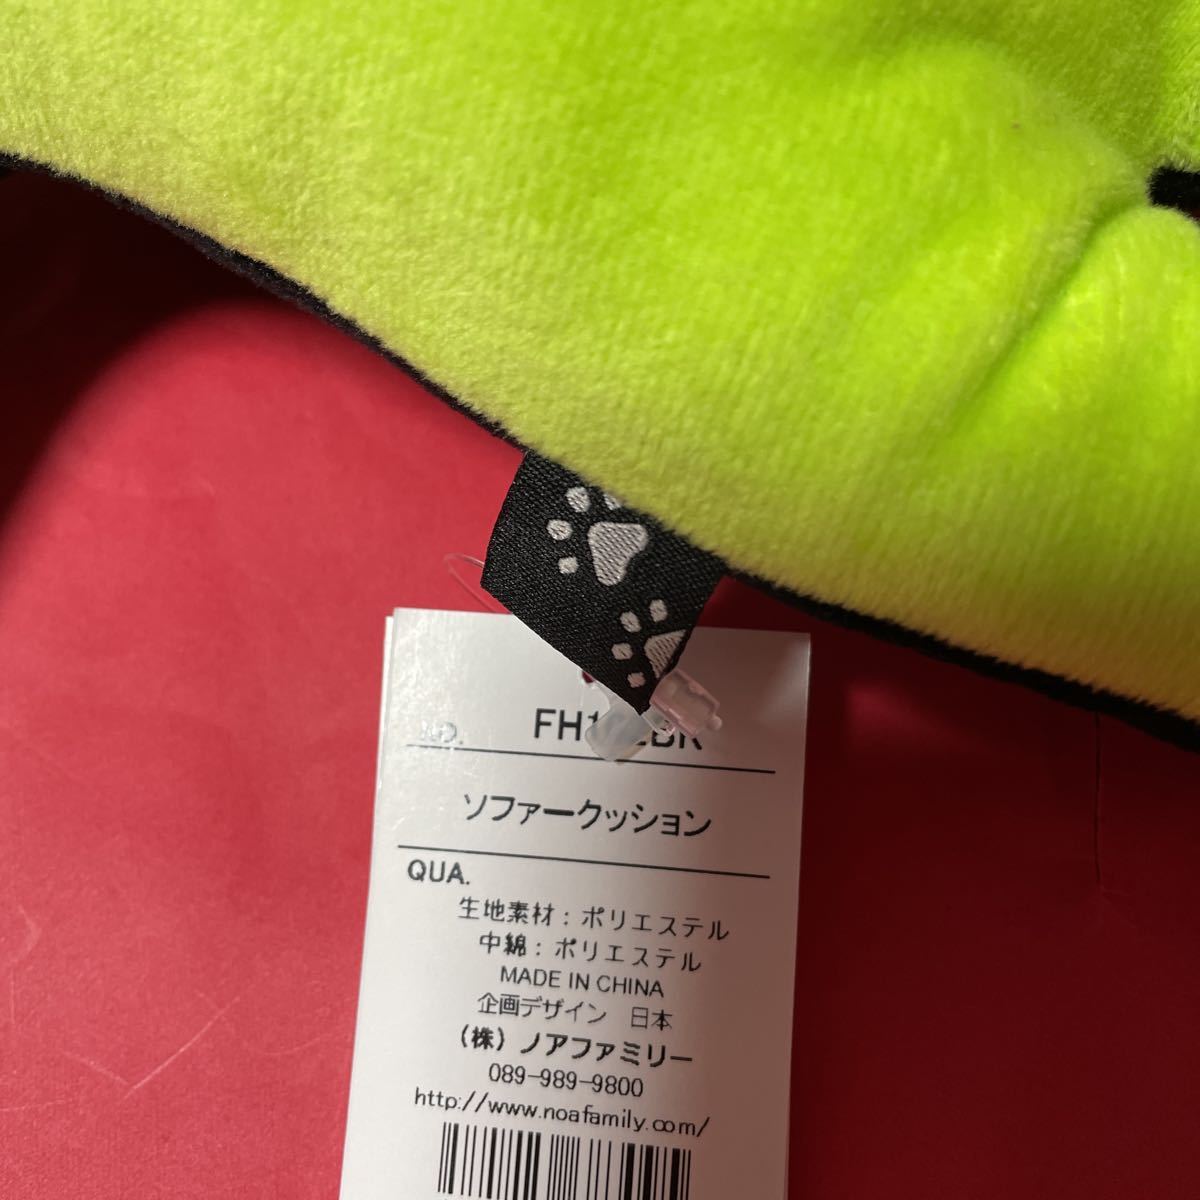 No.
ソファークッション
QUA.
生地素材：ポリエステル
中綿：ポリエステル
MADE IN CHINA
企画デザイン 日本
（株）ノアファミリー
089-989-9800
http://www.noafamily.com/